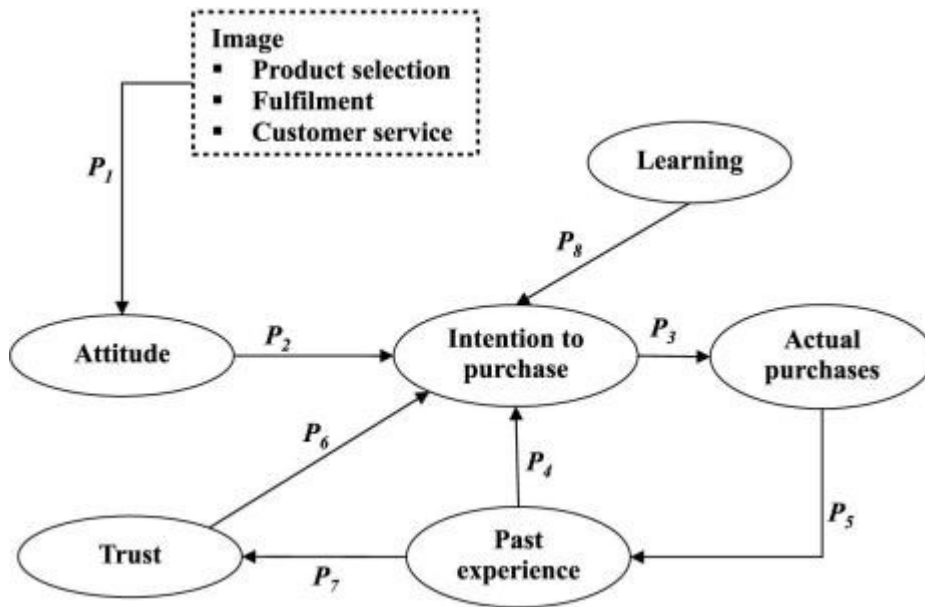 Image
▪ Product selection
▪ Fulfilment
▪ Customer service
P1
Learning
P8
Attitude
P2
Intention to
purchase
P3
Actual
purchases
P6
P4
P5
Trust
P7
Past
experience